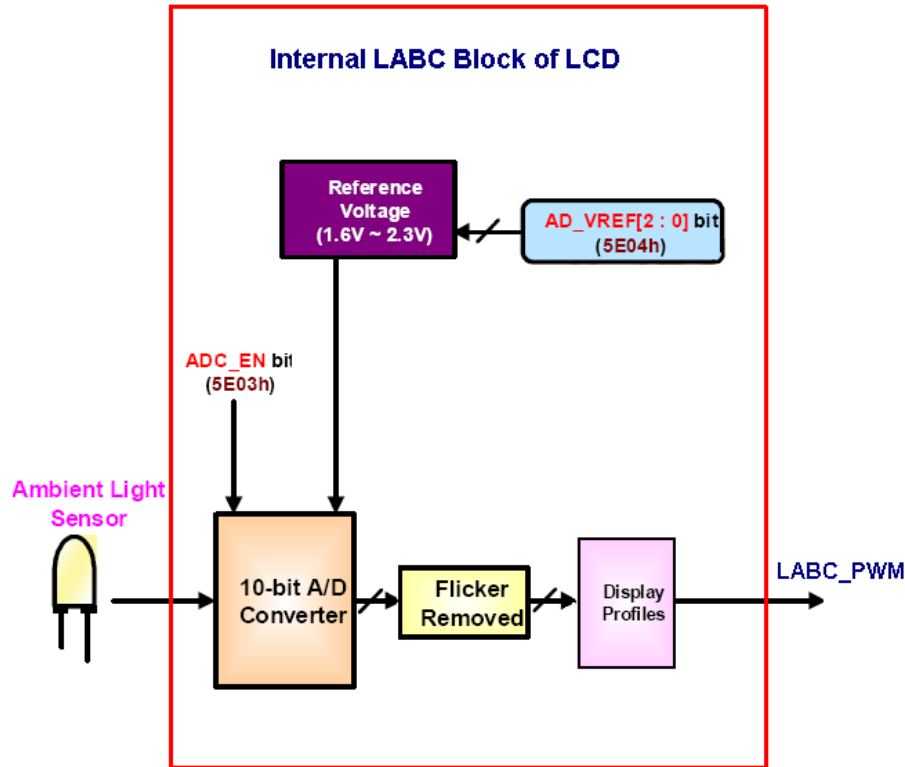 Internal LABC Block of LCD
Reference
Voltage
(1.6V ~ 2.3V)
AD_VREF[2 : 0] bit
(5E04h)
ADC_EN bit
(5E03h)
Ambient Light
Sensor
10-bit A/D
Converter
Flicker
Removed
Display
Profiles
LABC_PWM